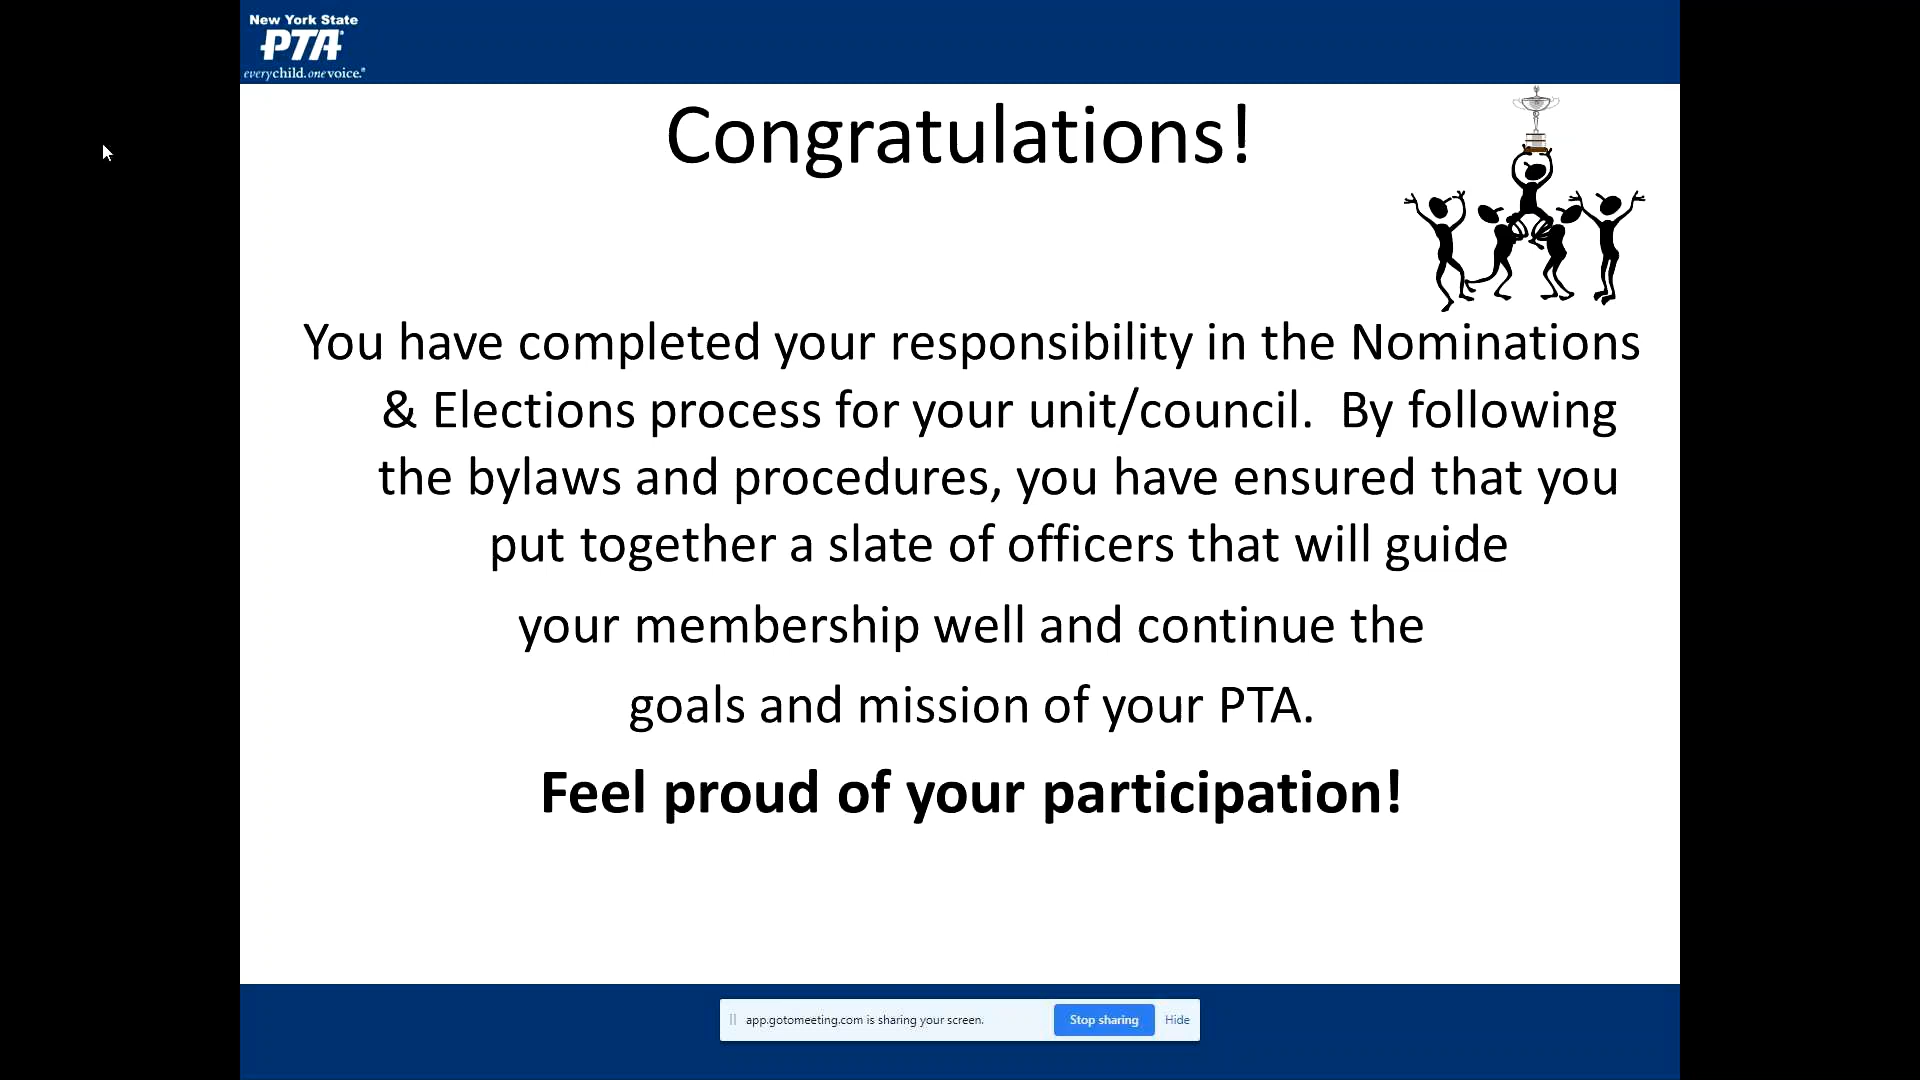 New York State
PTA
everychild.onevoice.®
Congratulations!
You have completed your responsibility in the Nominations
& Elections process for your unit/council.  By following
the bylaws and procedures, you have ensured that you
put together a slate of officers that will guide
your membership well and continue the
goals and mission of your PTA.
Feel proud of your participation!
app.gotomeeting.com is sharing your screen.
Stop sharing
Hide